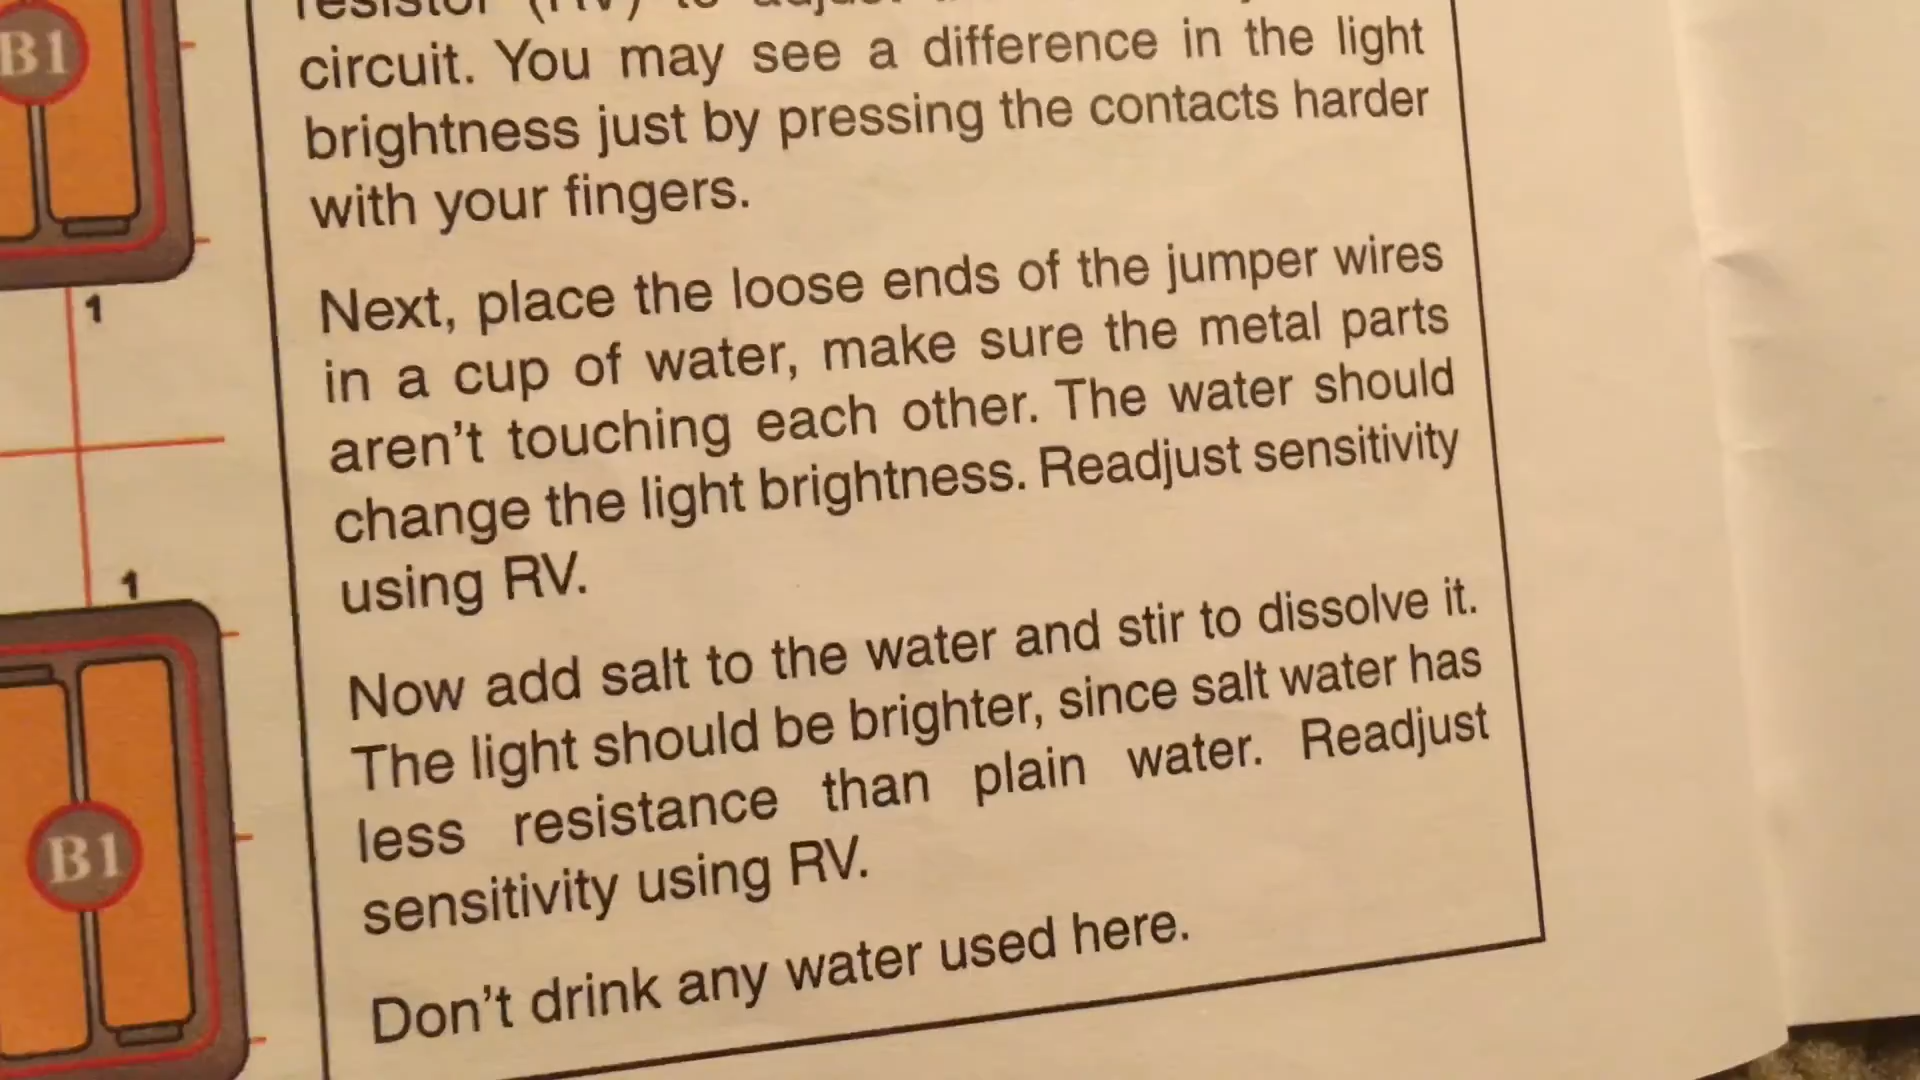 B1
1
1
B1
resistor (RV) to adjust
circuit. You may see a difference in the light
brightness just by pressing the contacts harder
with your fingers.
Next, place the loose ends of the jumper wires
in a cup of water, make sure the metal parts
aren't touching each other. The water should
change the light brightness. Readjust sensitivity
using RV.
Now add salt to the water and stir to dissolve it.
The light should be brighter, since salt water has
less resistance than plain water. Readjust
sensitivity using RV.
Don't drink any water used here.